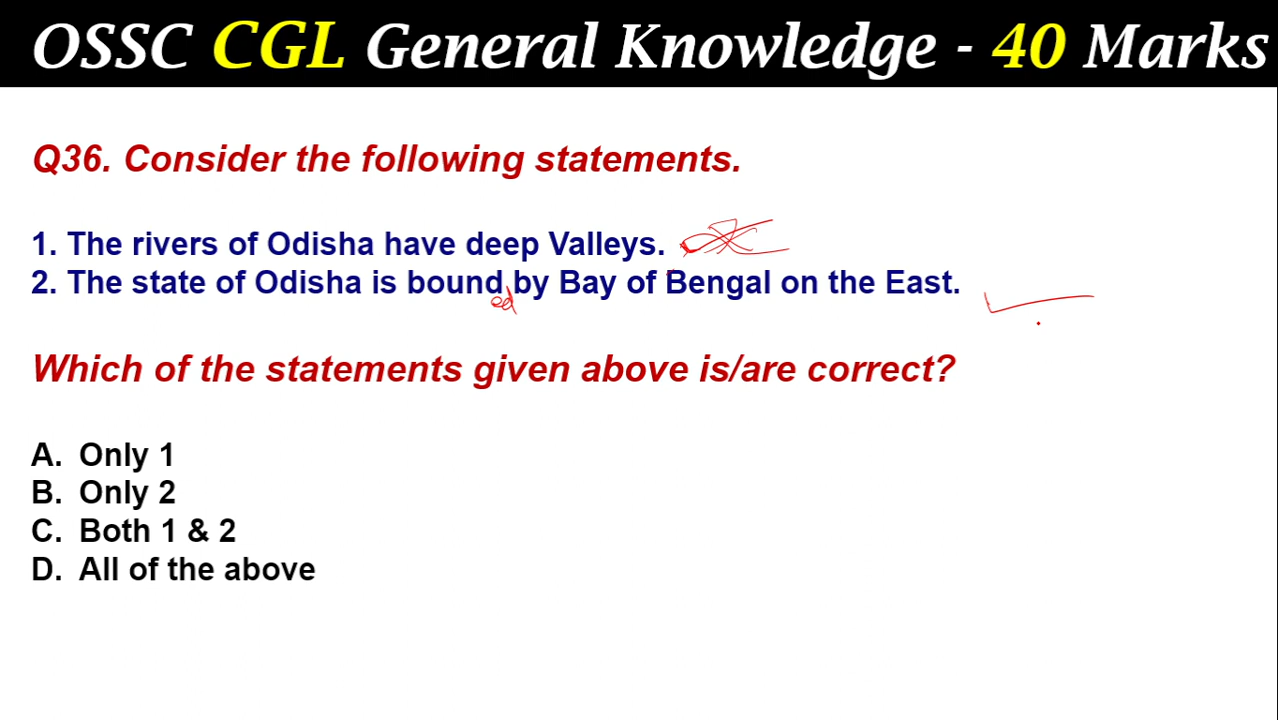 OSSC CGL General Knowledge - 40 Marks
Q36. Consider the following statements.
1. The rivers of Odisha have deep Valleys.
2. The state of Odisha is bound by Bay of Bengal on the East.
ed
Which of the statements given above is/are correct?
A. Only 1
B. Only 2
C. Both 1 & 2
D. All of the above